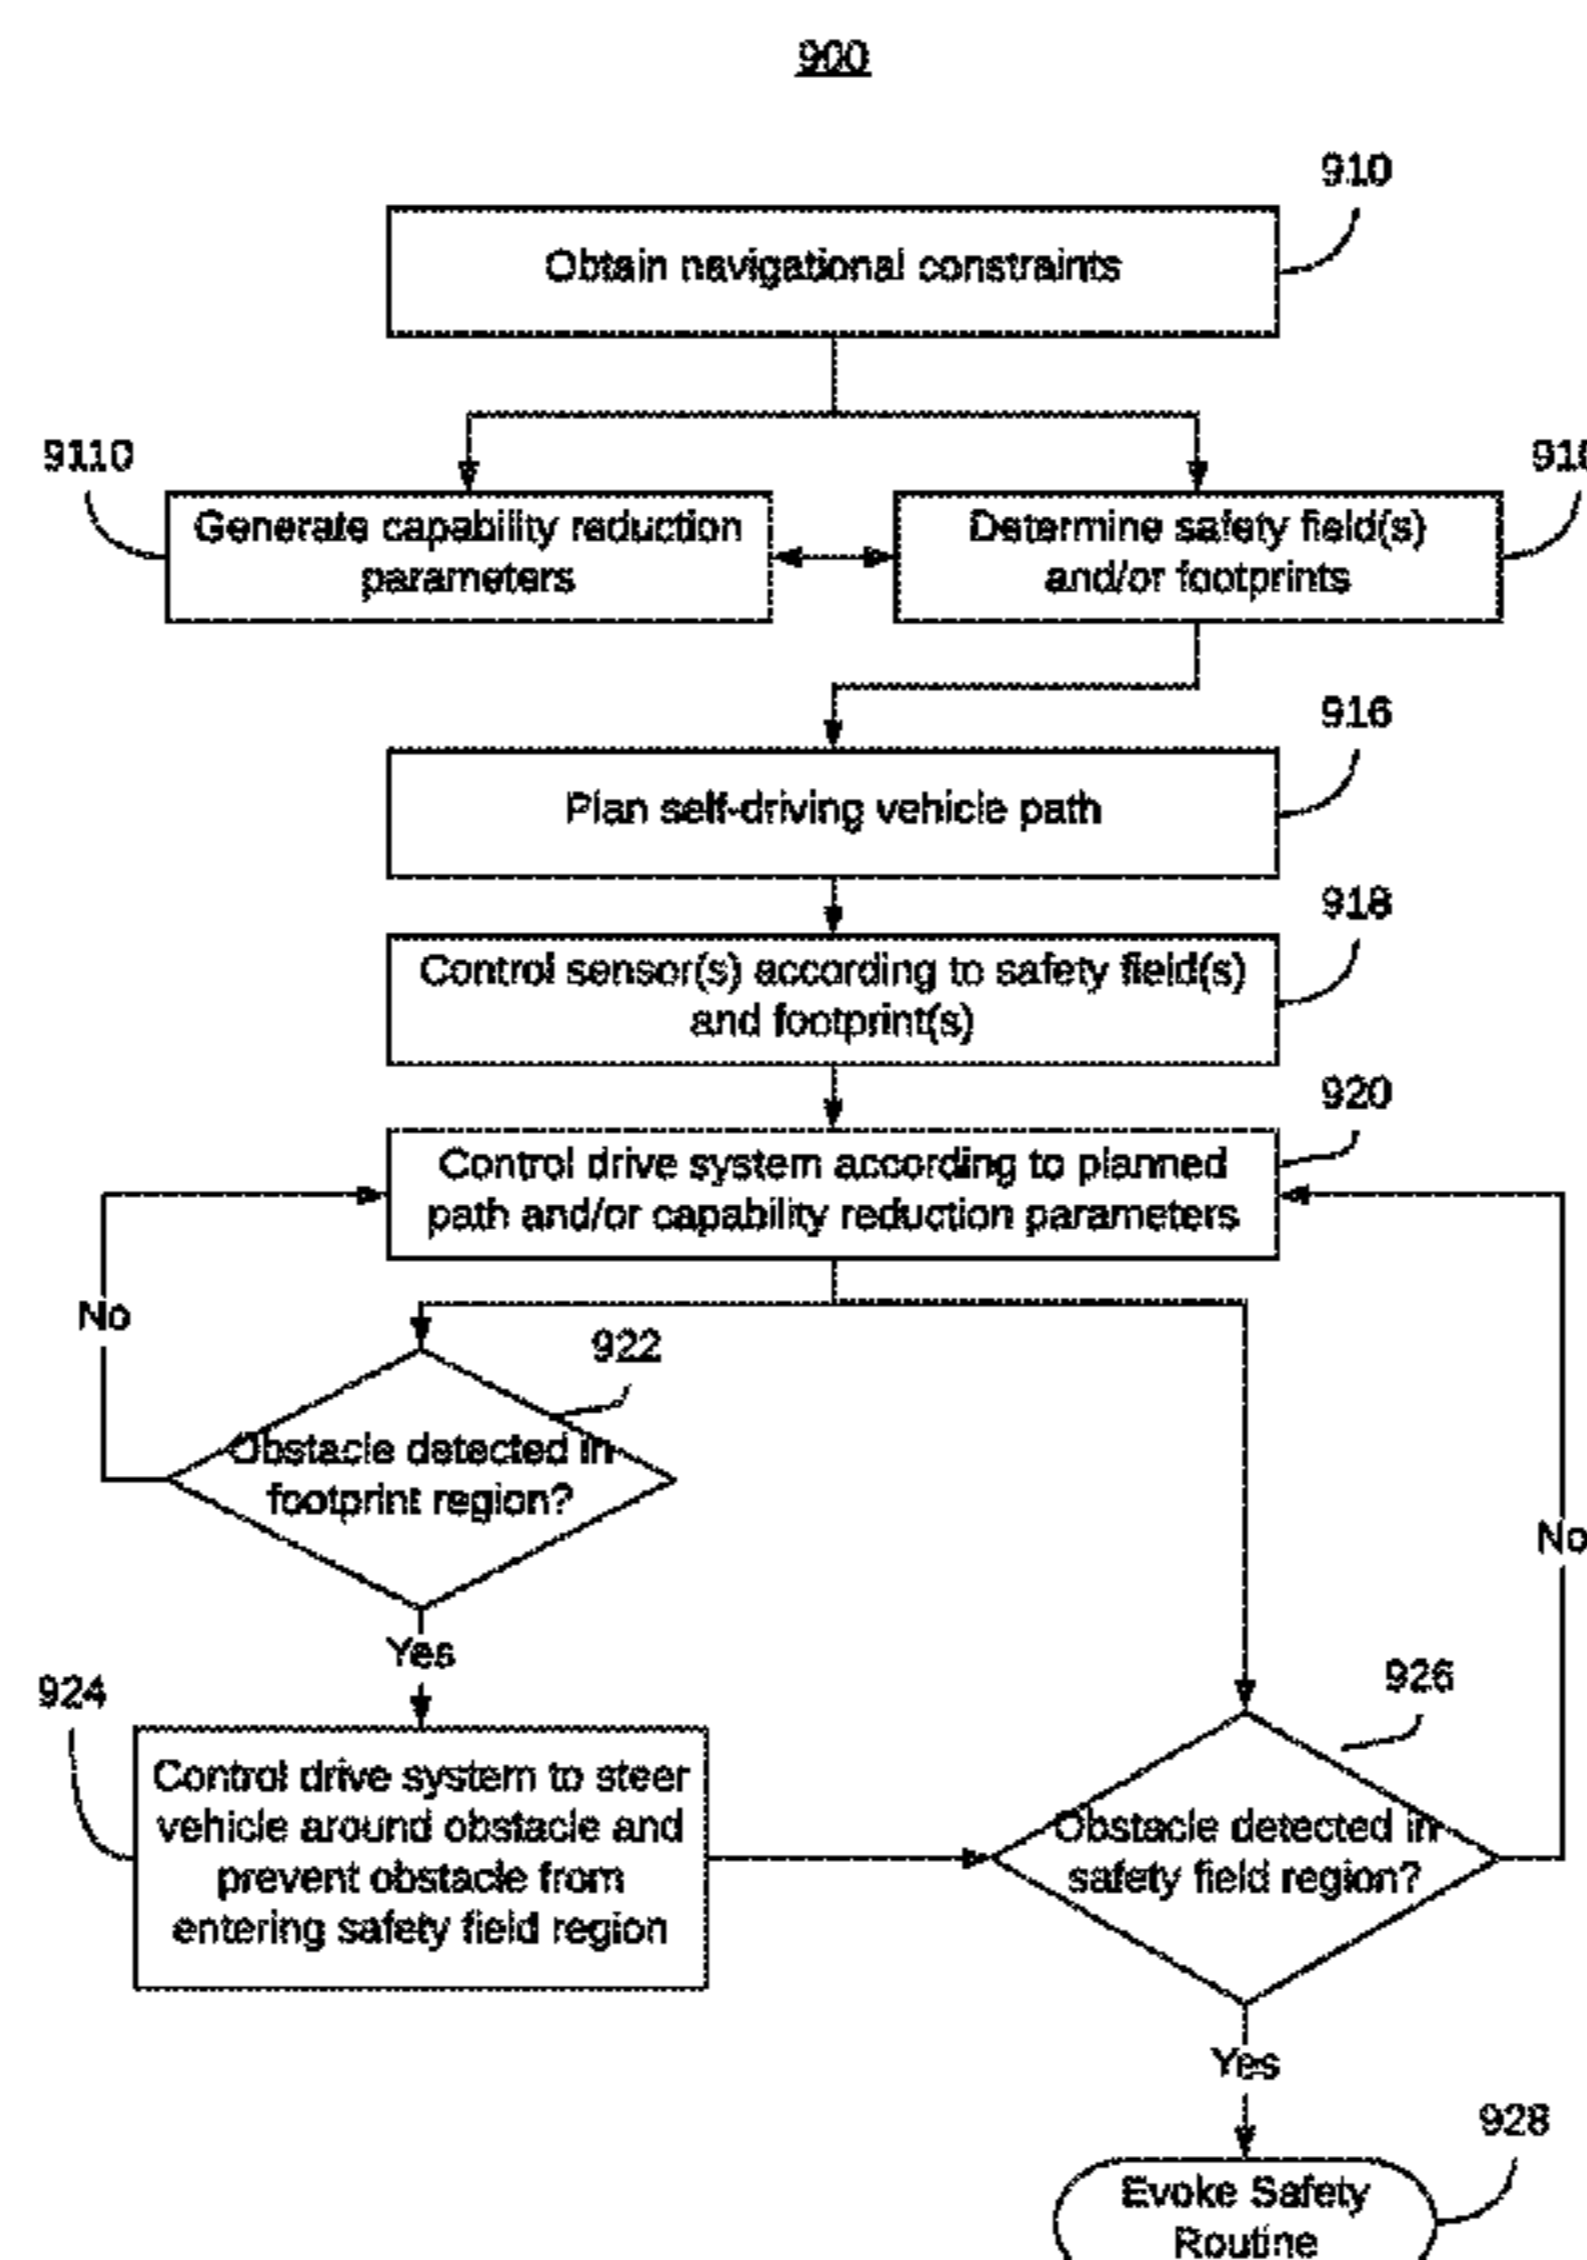 900
910
Obtain navigational constraints
9110
Generate capability reduction
parameters
Determine safety field(s)
and/or footprints
916
Plan self-driving vehicle path
918
Control sensor(s) according to safety field(s)
and footprint(s)
920
Control drive system according to planned
path and/or capability reduction parameters
No
922
Obstacle detected in
footprint region?
No
Yes
924
Control drive system to steer
vehicle around obstacle and
prevent obstacle from
entering safety field region
926
Obstacle detected in
safety field region?
Yes
928
Evoke Safety
Routine